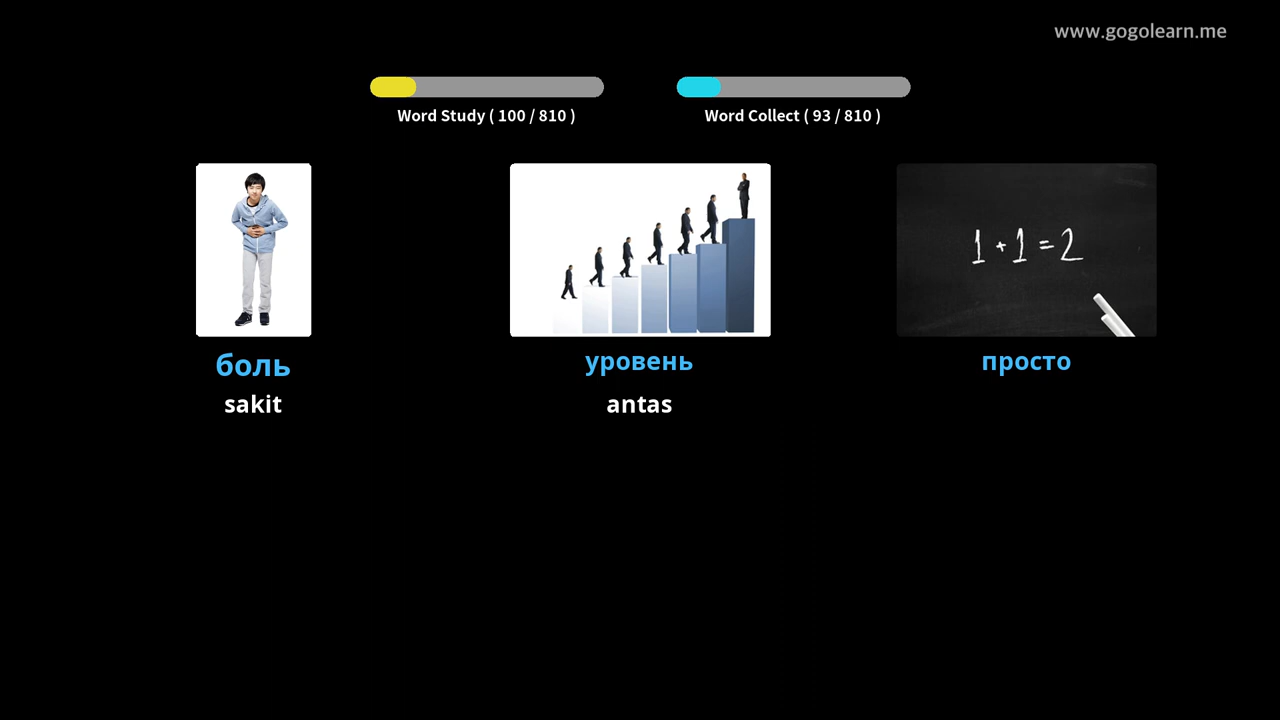 www.gogolearn.me
Word Study ( 100 / 810 )
Word Collect ( 93 / 810 )
1 + 1 = 2
боль
уровень
просто
sakit
antas